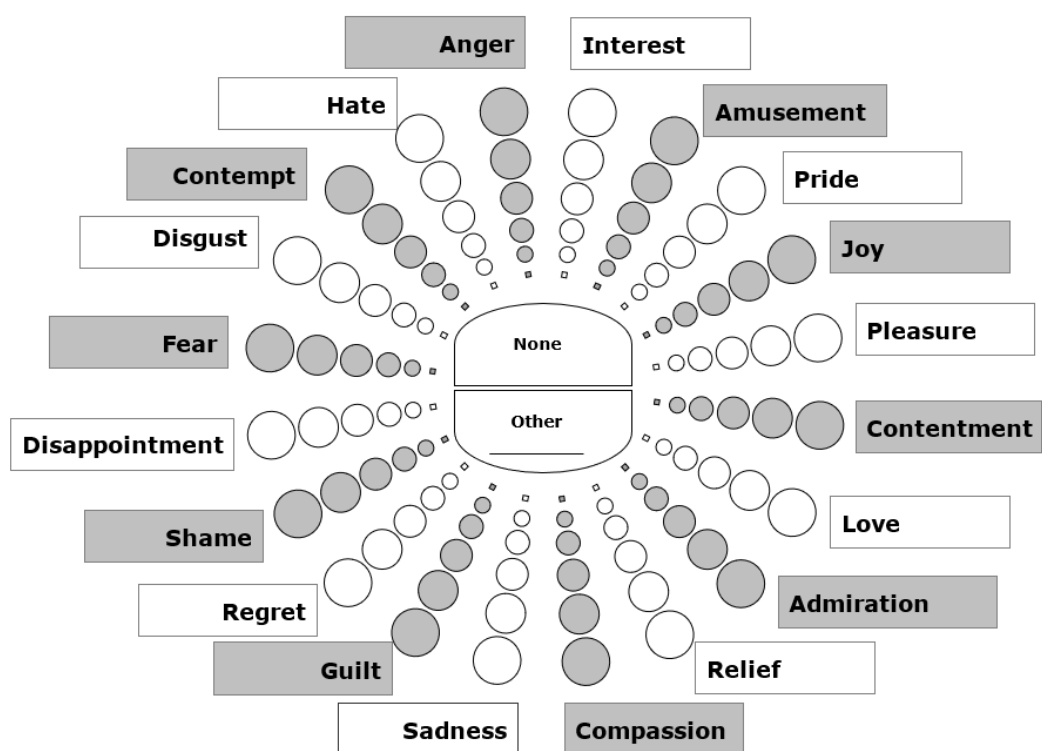 Anger
Interest
Hate
Amusement
Contempt
Pride
Disgust
Joy
Fear
None
Pleasure
Other
Disappointment
Contentment
Shame
Love
Regret
Admiration
Guilt
Relief
Sadness
Compassion